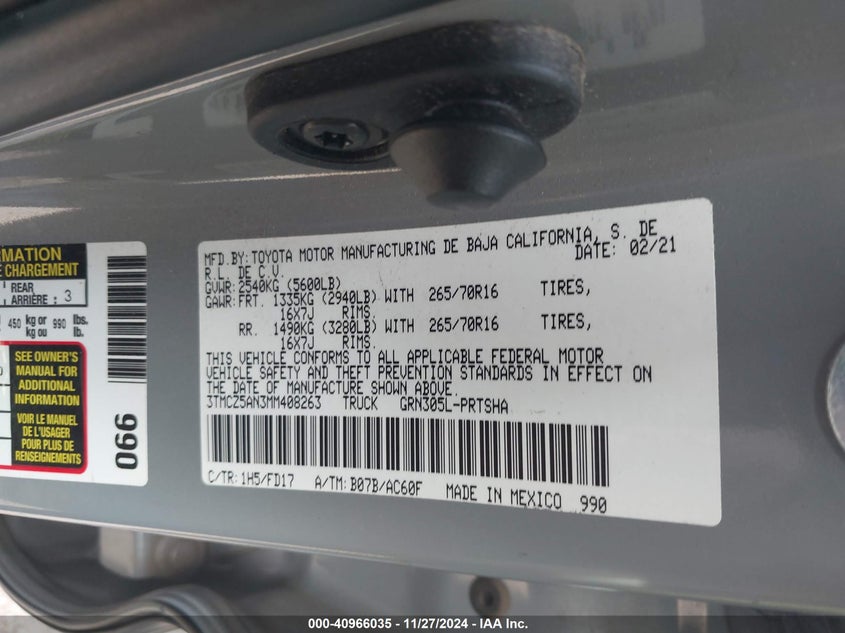 RMATION
E CHARGEMENT
REAR
ARRIÈRE : 3
450 kg or 990 lbs.
kg ou lb.
SEE OWNER'S
MANUAL FOR
ADDITIONAL
INFORMATION
VOIR LE MANUEL
DE L'USAGER
POUR PLUS DE
RENSEIGNEMENTS
990
MFD. BY: TOYOTA MOTOR MANUFACTURING DE BAJA CALIFORNIA, S. DE
R.L. DE C.V. DATE: 02/21
GVWR: 2540KG (5600LB)
GAWR: FRT. 1335KG (2940LB) WITH 265/70R16 TIRES,
16X7J RIMS.
RR. 1490KG (3280LB) WITH 265/70R16 TIRES,
16X7J RIMS.
THIS VEHICLE CONFORMS TO ALL APPLICABLE FEDERAL MOTOR
VEHICLE SAFETY AND THEFT PREVENTION STANDARDS IN EFFECT ON
THE DATE OF MANUFACTURE SHOWN ABOVE.
3TMCZ5AN3MM408263 TRUCK GRN305L-PRTSHA
C/TR: 1H5/FD17 A/TM: B07B/AC60F MADE IN MEXICO 990
000-40966035 - 11/27/2024 - IAA, Inc.